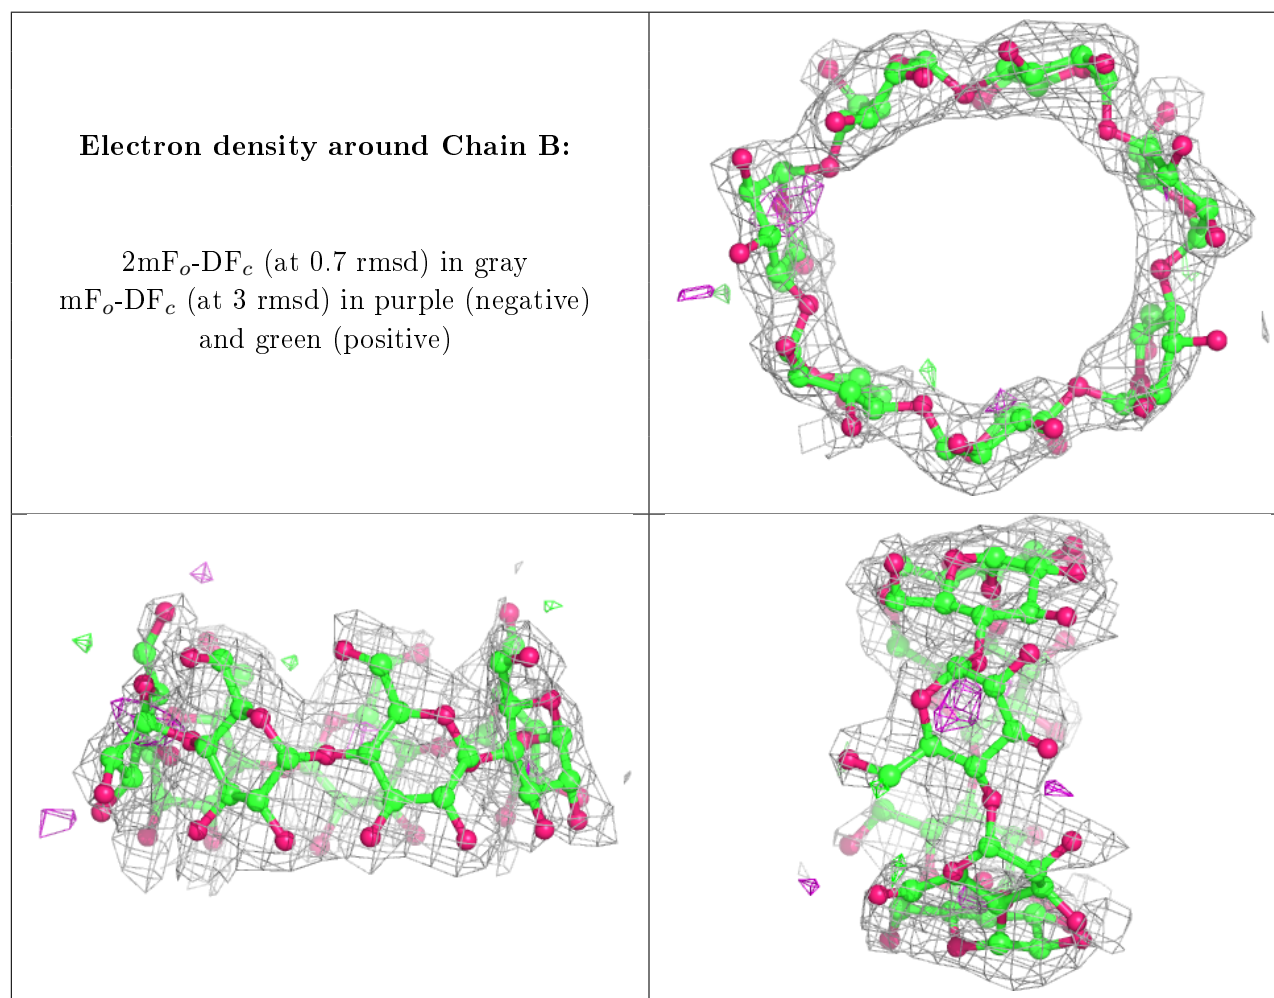 Electron density around Chain B:
2mFo-DFc (at 0.7 rmsd) in gray
mFo-DFc (at 3 rmsd) in purple (negative)
and green (positive)